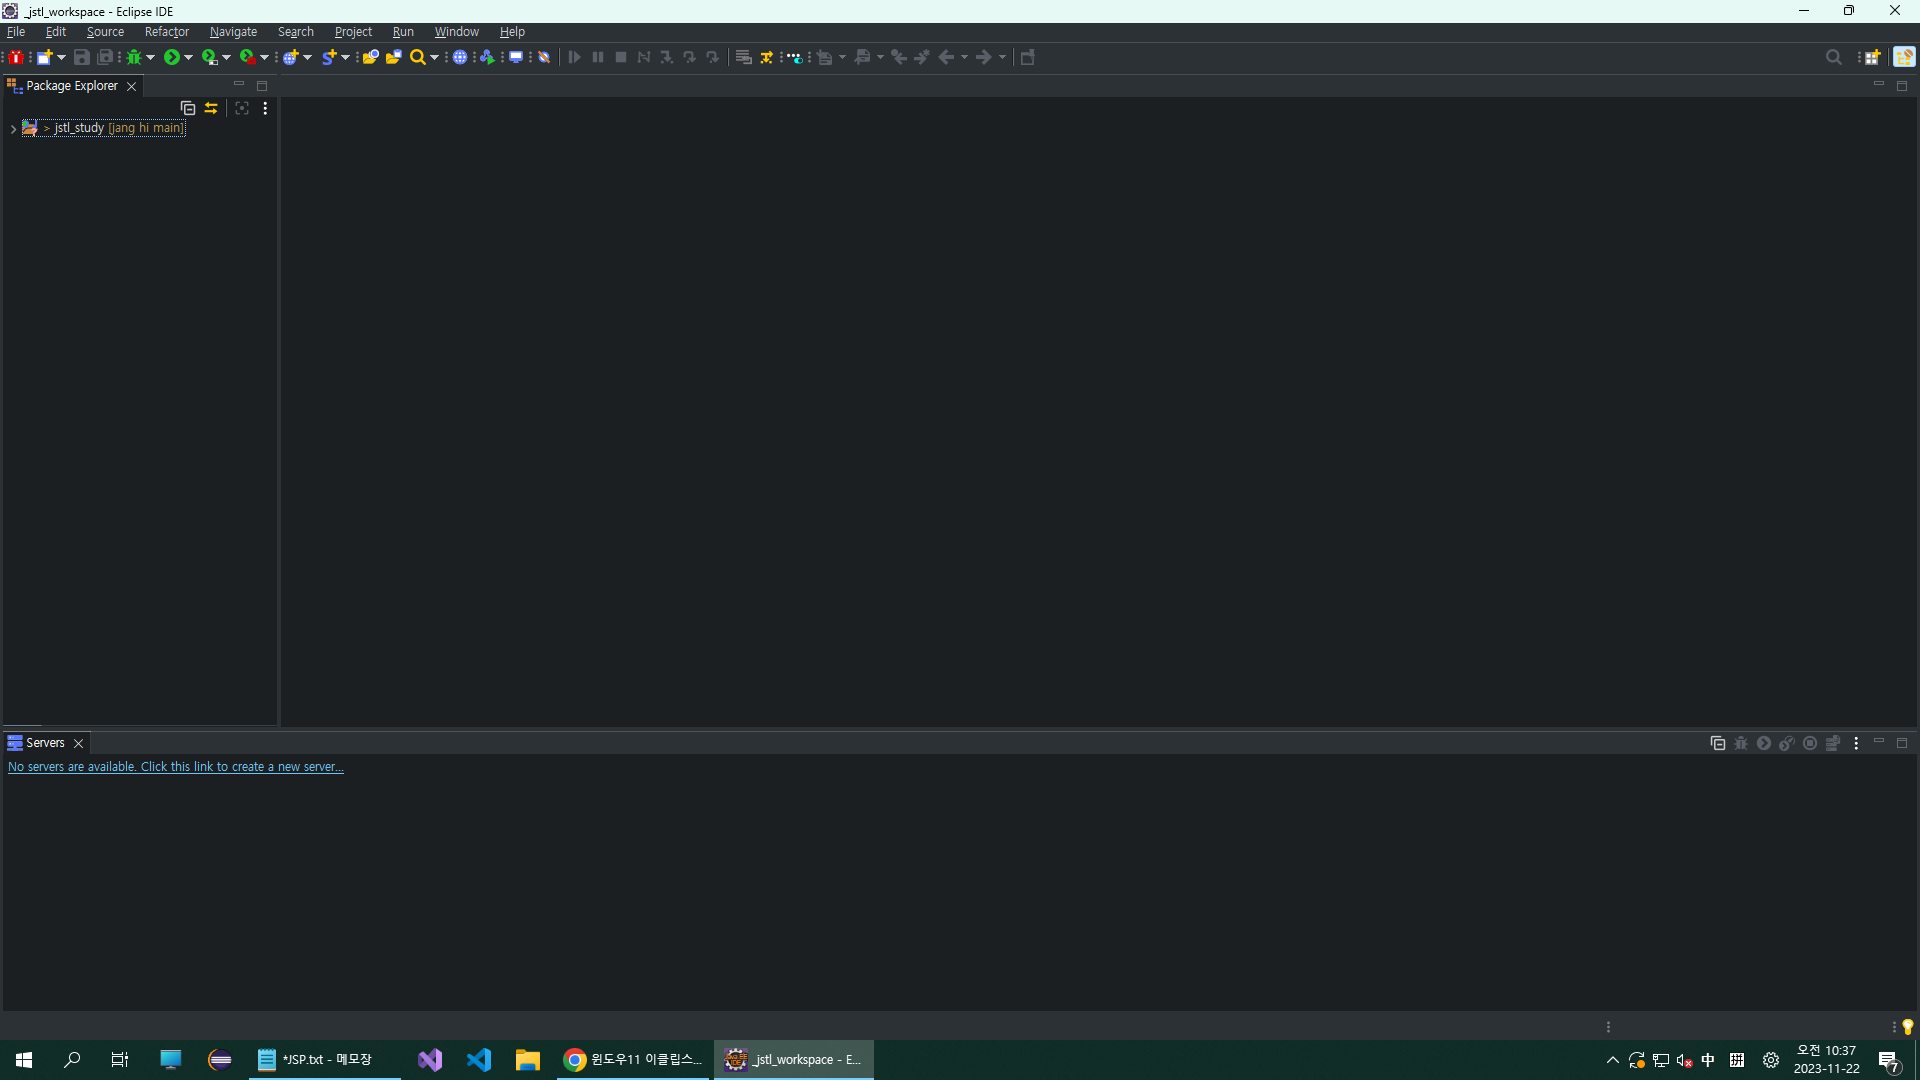 _jstl_workspace - Eclipse IDE
File Edit Source Refactor Navigate Search Project Run Window Help
Package Explorer
> jstl_study [jang hi main]
Servers
No servers are available. Click this link to create a new server...
*JSP.txt - 메모장
윈도우11 이클립스...
_jstl_workspace - E...
中
拼
오전 10:37
2023-11-22
7